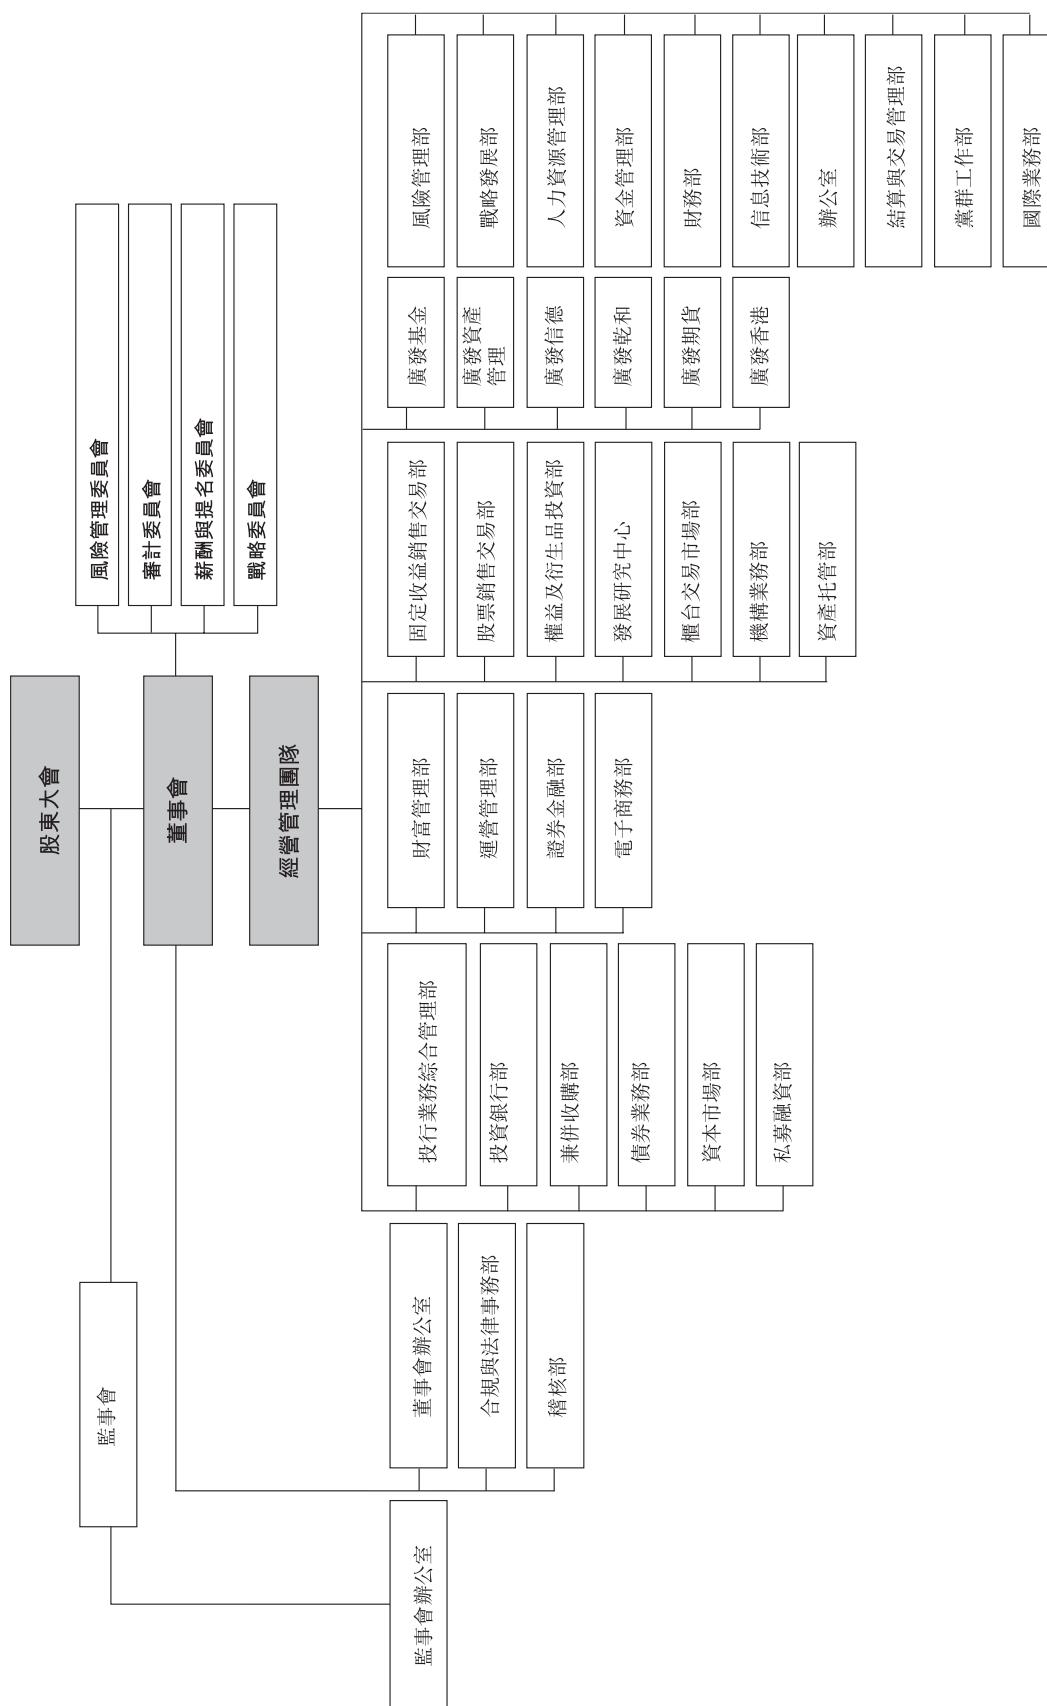 股東大會
監事會
董事會
風險管理委員會
審計委員會
薪酬與提名委員會
戰略委員會
經營管理團隊
監事會辦公室
董事會辦公室
合規與法律事務部
稽核部
投行業務綜合管理部
投資銀行部
兼併收購部
債券業務部
資本市場部
私募融資部
財富管理部
運營管理部
證券金融部
電子商務部
固定收益銷售交易部
股票銷售交易部
權益及衍生品投資部
發展研究中心
櫃台交易市場部
機構業務部
資產托管部
廣發基金
廣發資產
管理
廣發信德
廣發乾和
廣發期貨
廣發香港
風險管理部
戰略發展部
人力資源管理部
資金管理部
財務部
信息技術部
辦公室
結算與交易管理部
黨群工作部
國際業務部